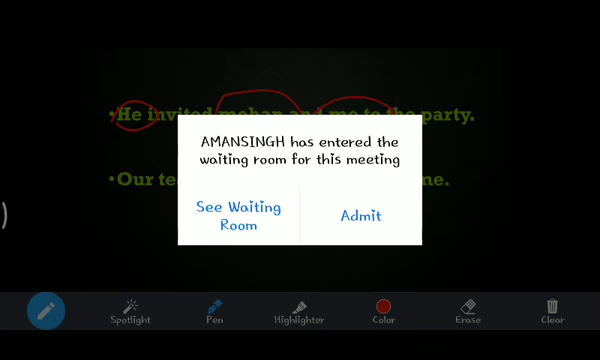 •He invited mohan and me to the party.
AMANSINGH has entered the
waiting room for this meeting
•Our te
ne.
See Waiting
Room
Admit
Spotlight
Pen
Highlighter
Color
Erase
Clear